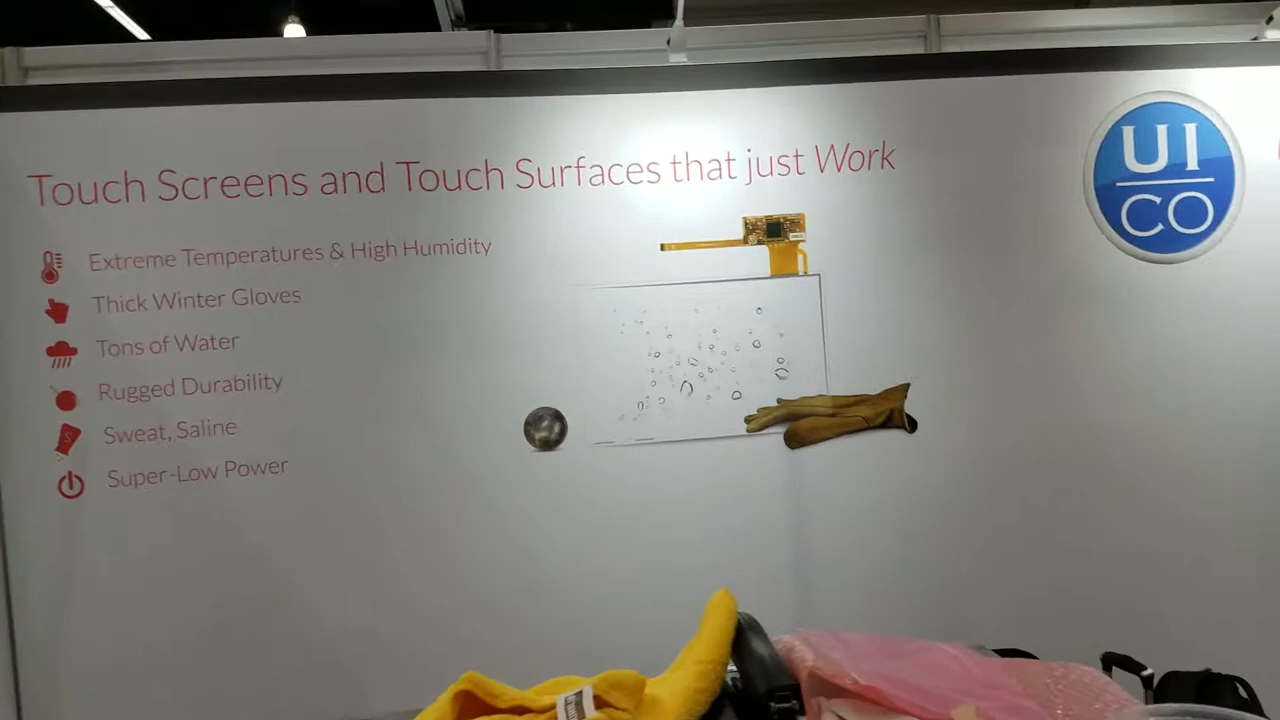 Touch Screens and Touch Surfaces that just Work
UI
CO
Extreme Temperatures & High Humidity
Thick Winter Gloves
Tons of Water
Rugged Durability
Sweat, Saline
Super-Low Power